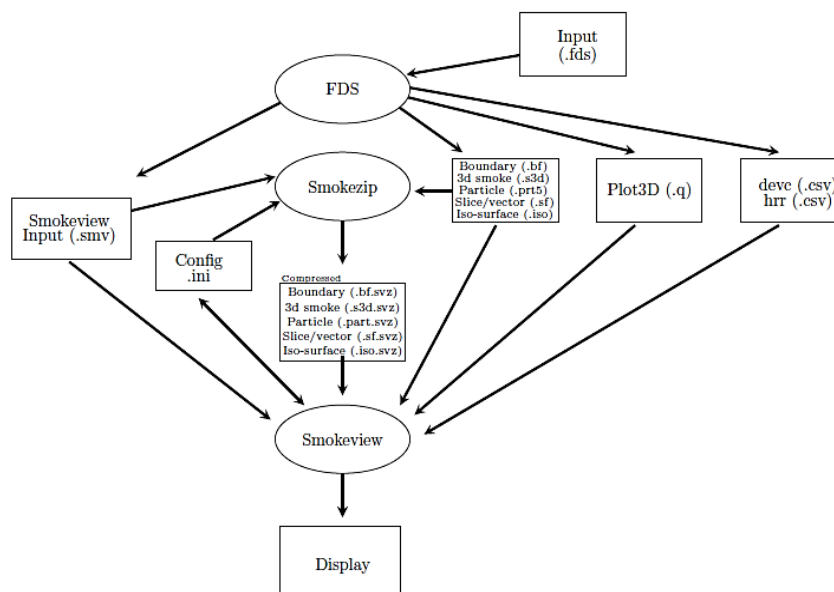 Input
(.fds)
FDS
Boundary (.bf)
3d smoke (.s3d)
Particle (.prt5)
Slice/vector (.sf)
Iso-surface (.iso)
Plot3D (.q)
devc (.csv)
hrr (.csv)
Smokezip
Smokeview
Input (.smv)
Config
.ini
Compressed
Boundary (.bf.svz)
3d smoke (.s3d.svz)
Particle (.part.svz)
Slice/vector (.sf.svz)
Iso-surface (.iso.svz)
Smokeview
Display